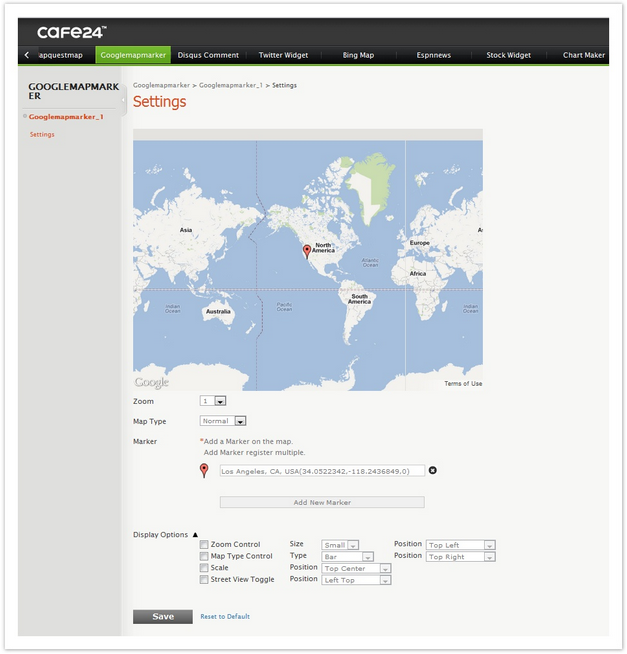 cafe24™
apquestmap Googlemapmarker Disqus Comment Twitter Widget Bing Map Espnnews Stock Widget Chart Maker
GOOGLEMAPMARK
ER
Googlemapmarker_1
Settings
Googlemapmarker > Googlemapmarker_1 > Settings
Settings
Asia
North
America
Atlantic
Ocean
Europe
As
Africa
Indian
Ocean
Australia
Pacific
Ocean
South
America
Indian
Ocean
Google
Terms of Use
Zoom 1
Map Type Normal
Marker *Add a Marker on the map.
Add Marker register multiple.
Los Angeles, CA, USA(34.0522342,-118.2436849,0)
Add New Marker
Display Options ▲
Zoom Control Size Small Position Top Left
Map Type Control Type Bar Position Top Right
Scale Position Top Center
Street View Toggle Position Left Top
Save Reset to Default